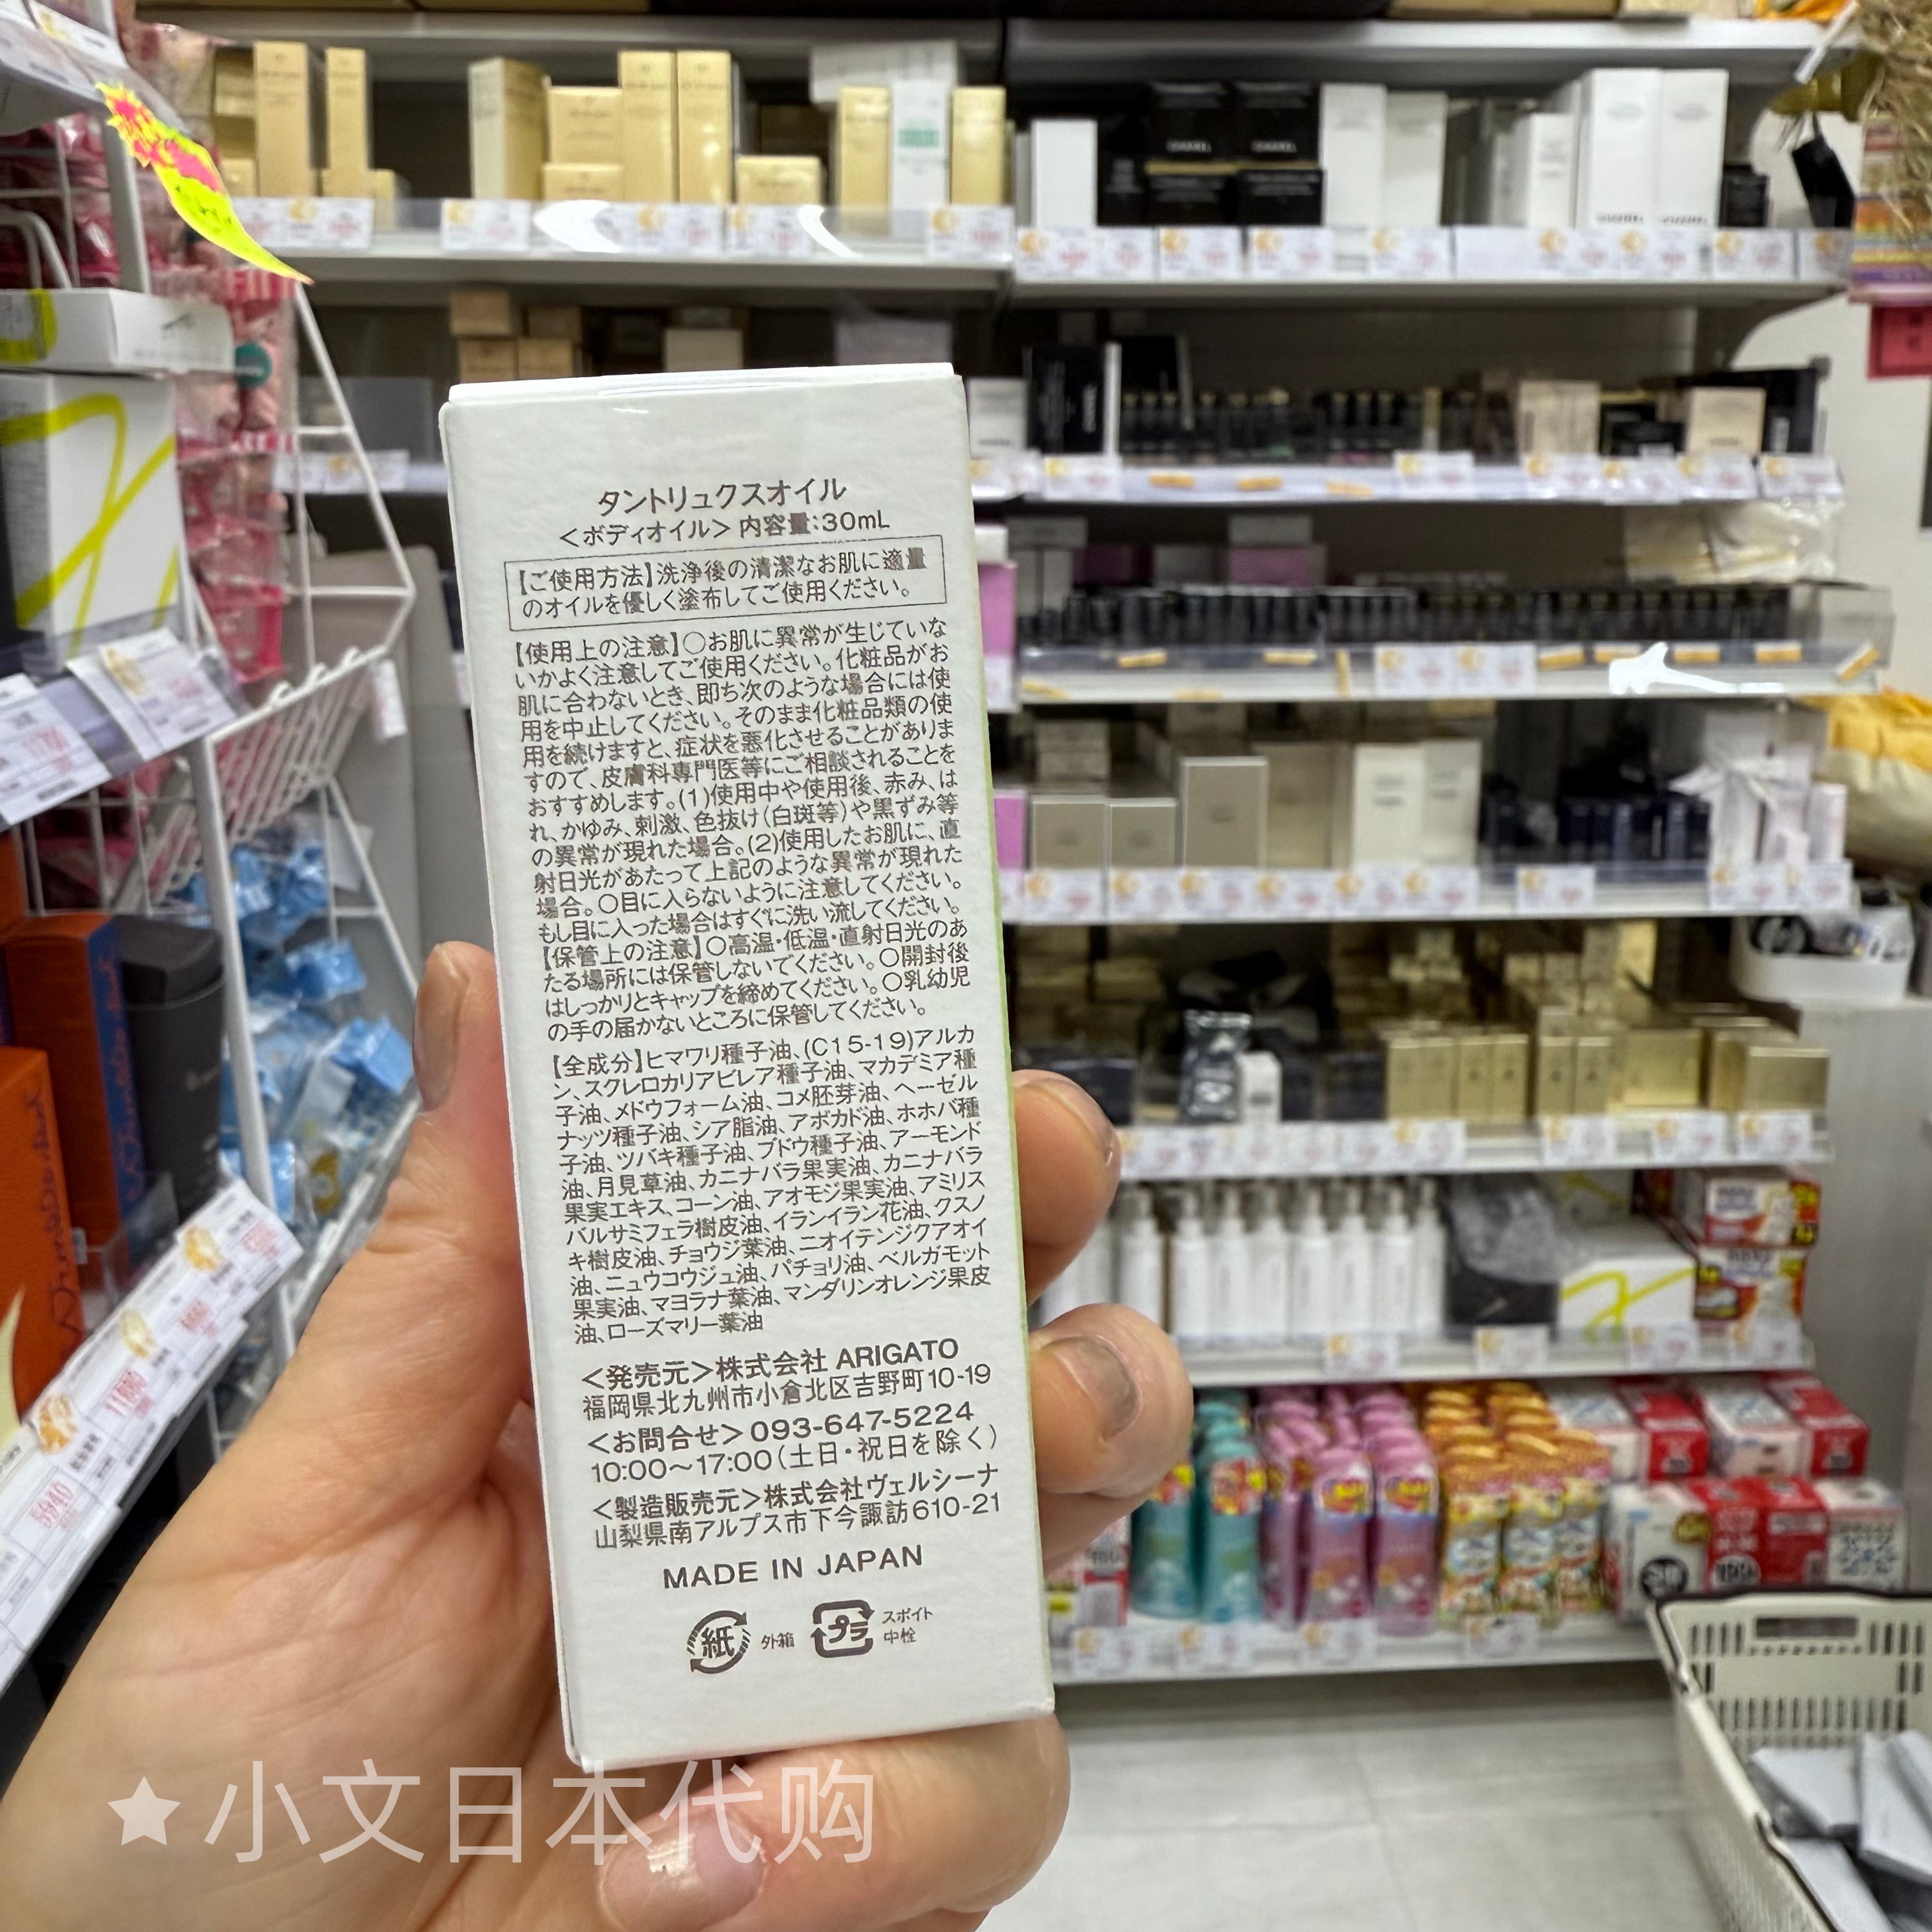 タントリュクスオイル
＜ボディオイル＞内容量:30mL
【ご使用方法】洗浄後の清潔なお肌に適量
のオイルを優しく塗布してご使用ください。
【使用上の注意】○お肌に異常が生じていな
いかよく注意してご使用ください。化粧品がお
肌に合わないとき、即ち次のような場合には使
用を中止してください。そのまま化粧品類の使
用を続けますと、症状を悪化させることがありま
すので、皮膚科専門医等にご相談されることを
おすすめします。(1)使用中や使用後、赤み、は
れ、かゆみ、刺激、色抜け(白斑等)や黒ずみ等
の異常が現れた場合。(2)使用したお肌に、直
射日光があたって上記のような異常が現れた
場合。○目に入らないように注意してください。
もし目に入った場合はすぐに洗い流してください。
【保管上の注意】○高温・低温・直射日光のあ
たる場所には保管しないでください。○開封後
はしっかりとキャップを締めてください。○乳幼児
の手の届かないところに保管してください。
【全成分】ヒマワリ種子油、(C15-19)アルカ
ン、スクレロカリアビレア種子油、マカデミア種
子油、メドウフォーム油、コメ胚芽油、ヘーゼル
ナッツ種子油、シア脂油、アボカド油、ホホバ種
子油、ツバキ種子油、ブドウ種子油、アーモンド
油、月見草油、カニナバラ果実油、カニナバラ
果実エキス、コーン油、アオモジ果実油、アミリス
バルサミフェラ樹皮油、イランイラン花油、クスノ
キ樹皮油、チョウジ葉油、ニオイテンジクアオイ
油、ニュウコウジュ油、パチョリ油、ベルガモット
果実油、マヨラナ葉油、マンダリンオレンジ果皮
油、ローズマリー葉油
＜発売元＞株式会社 ARIGATO
福岡県北九州市小倉北区吉野町10-19
＜お問合せ＞093-647-5224
10:00～17:00(土日・祝日を除く)
＜製造販売元＞株式会社ヴェルシーナ
山梨県南アルプス市下今諏訪610-21
MADE IN JAPAN
紙 外箱 プラ スポイト
中栓
★小文日本代购
CHANEL CHANEL